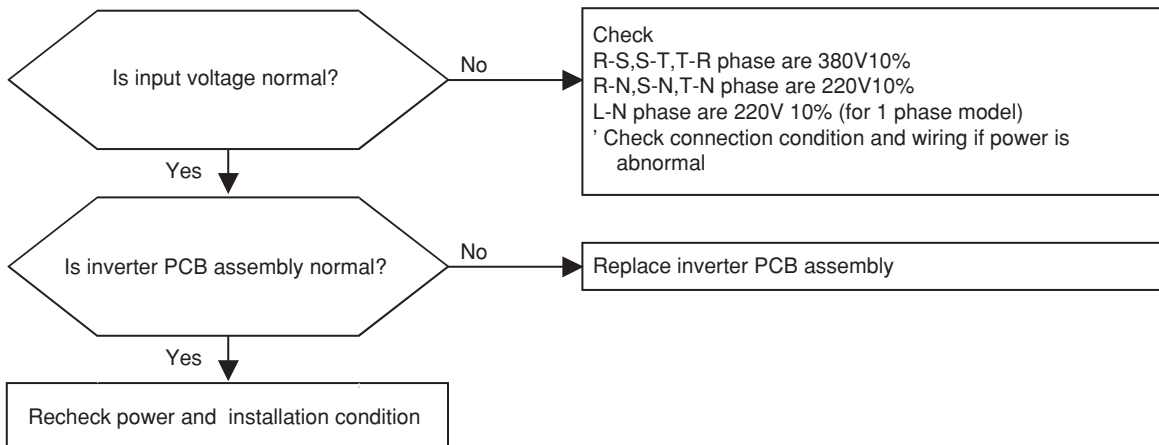 Is input voltage normal?
No
Check
R-S,S-T,T-R phase are 380V10%
R-N,S-N,T-N phase are 220V10%
L-N phase are 220V 10% (for 1 phase model)
' Check connection condition and wiring if power is
abnormal
Yes
Is inverter PCB assembly normal?
No
Replace inverter PCB assembly
Yes
Recheck power and installation condition